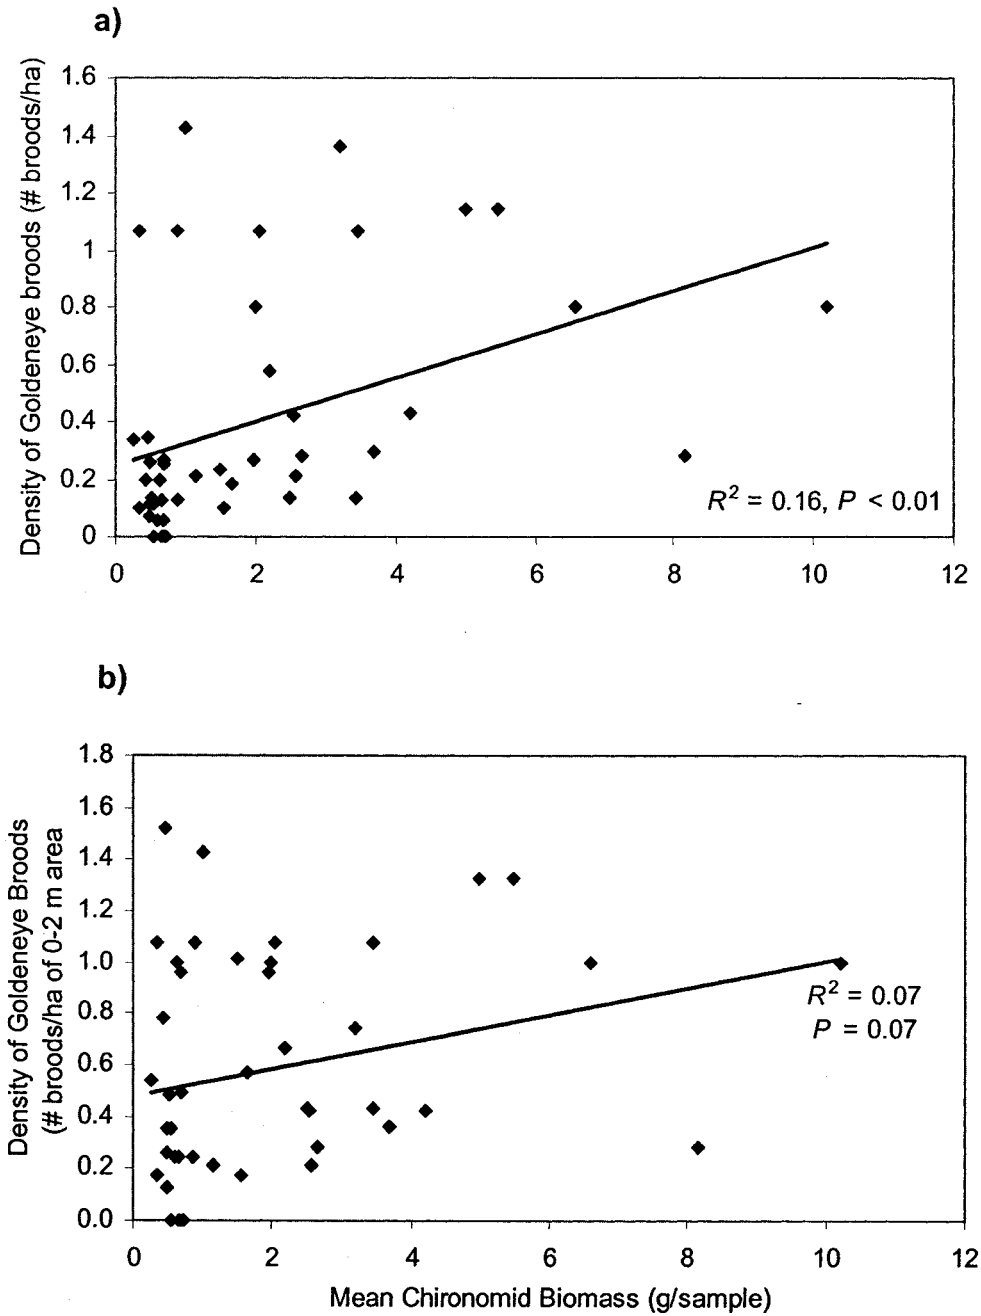 a)
Density of Goldeneye broods (# broods/ha)
1.6
1.4
1.2
1
0.8
0.6
0.4
0.2
0
R² = 0.16, P < 0.01
0 2 4 6 8 10 12
b)
Density of Goldeneye Broods
(# broods/ha of 0-2 m area
1.8
1.6
1.4
1.2
1.0
0.8
0.6
0.4
0.2
0.0
R² = 0.07
P = 0.07
0 2 4 6 8 10 12
Mean Chironomid Biomass (g/sample)